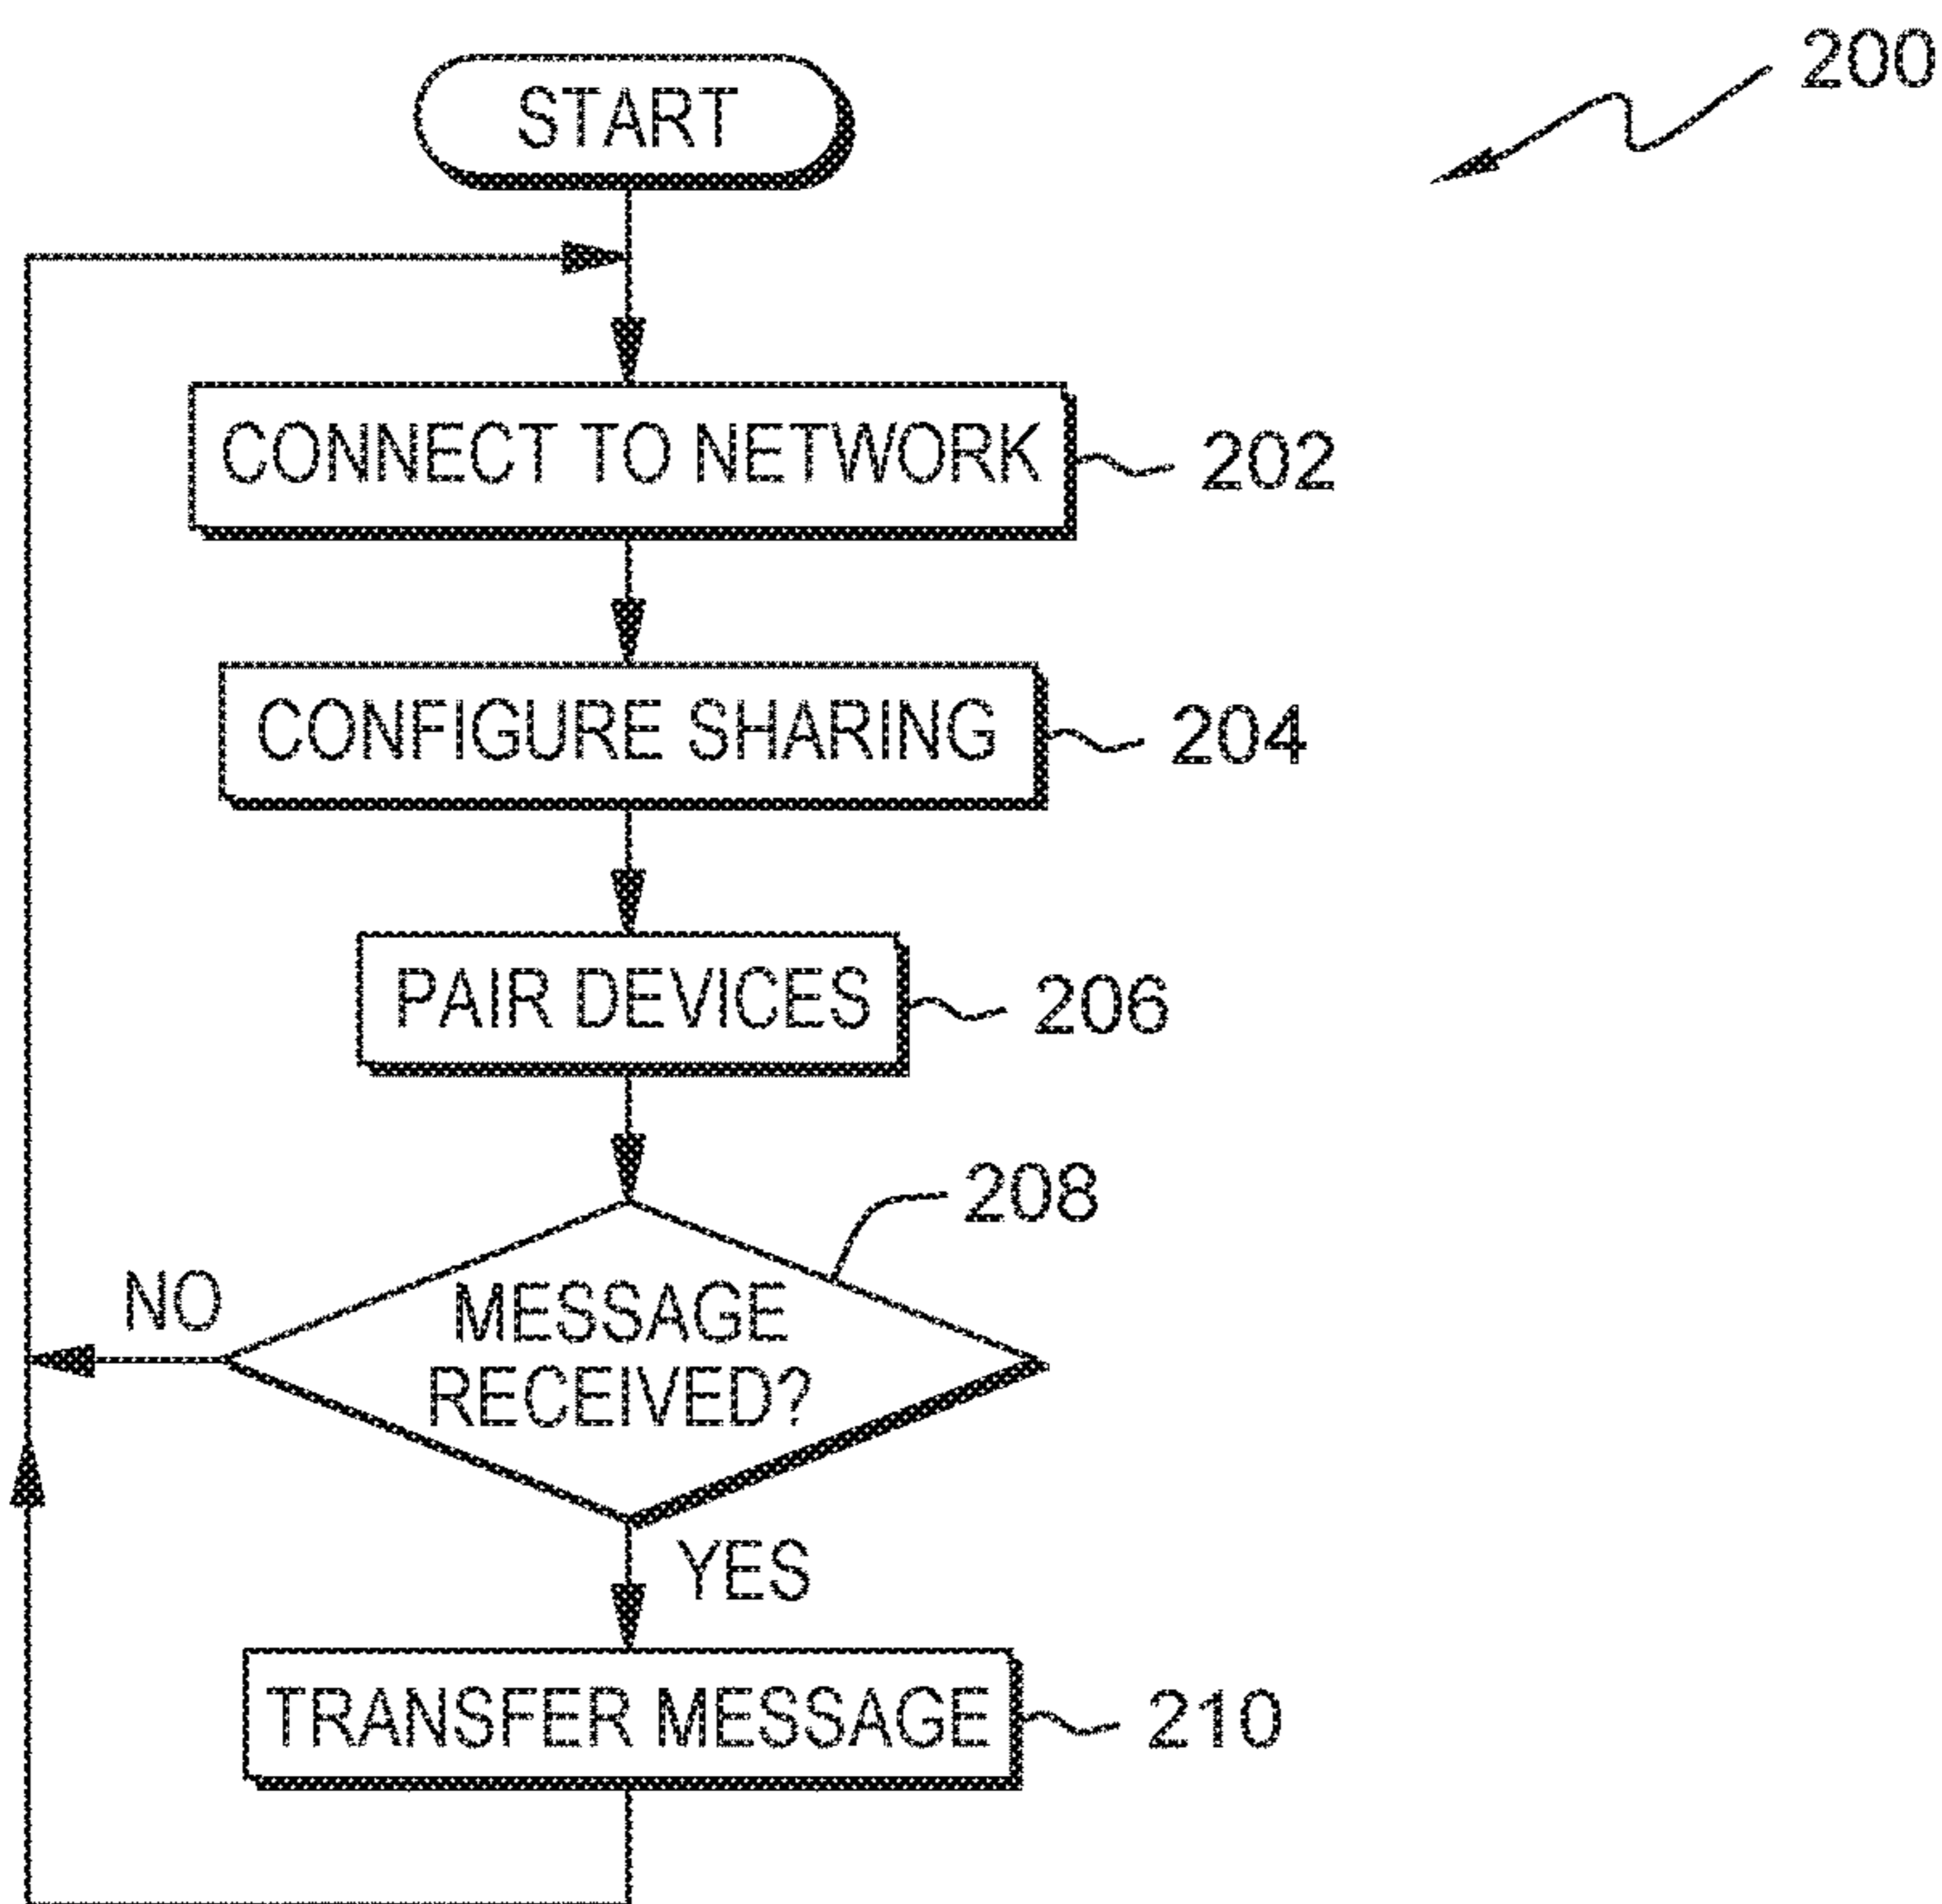 200
START
CONNECT TO NETWORK
202
CONFIGURE SHARING
204
PAIR DEVICES
206
208
NO
MESSAGE
RECEIVED?
YES
TRANSFER MESSAGE
210